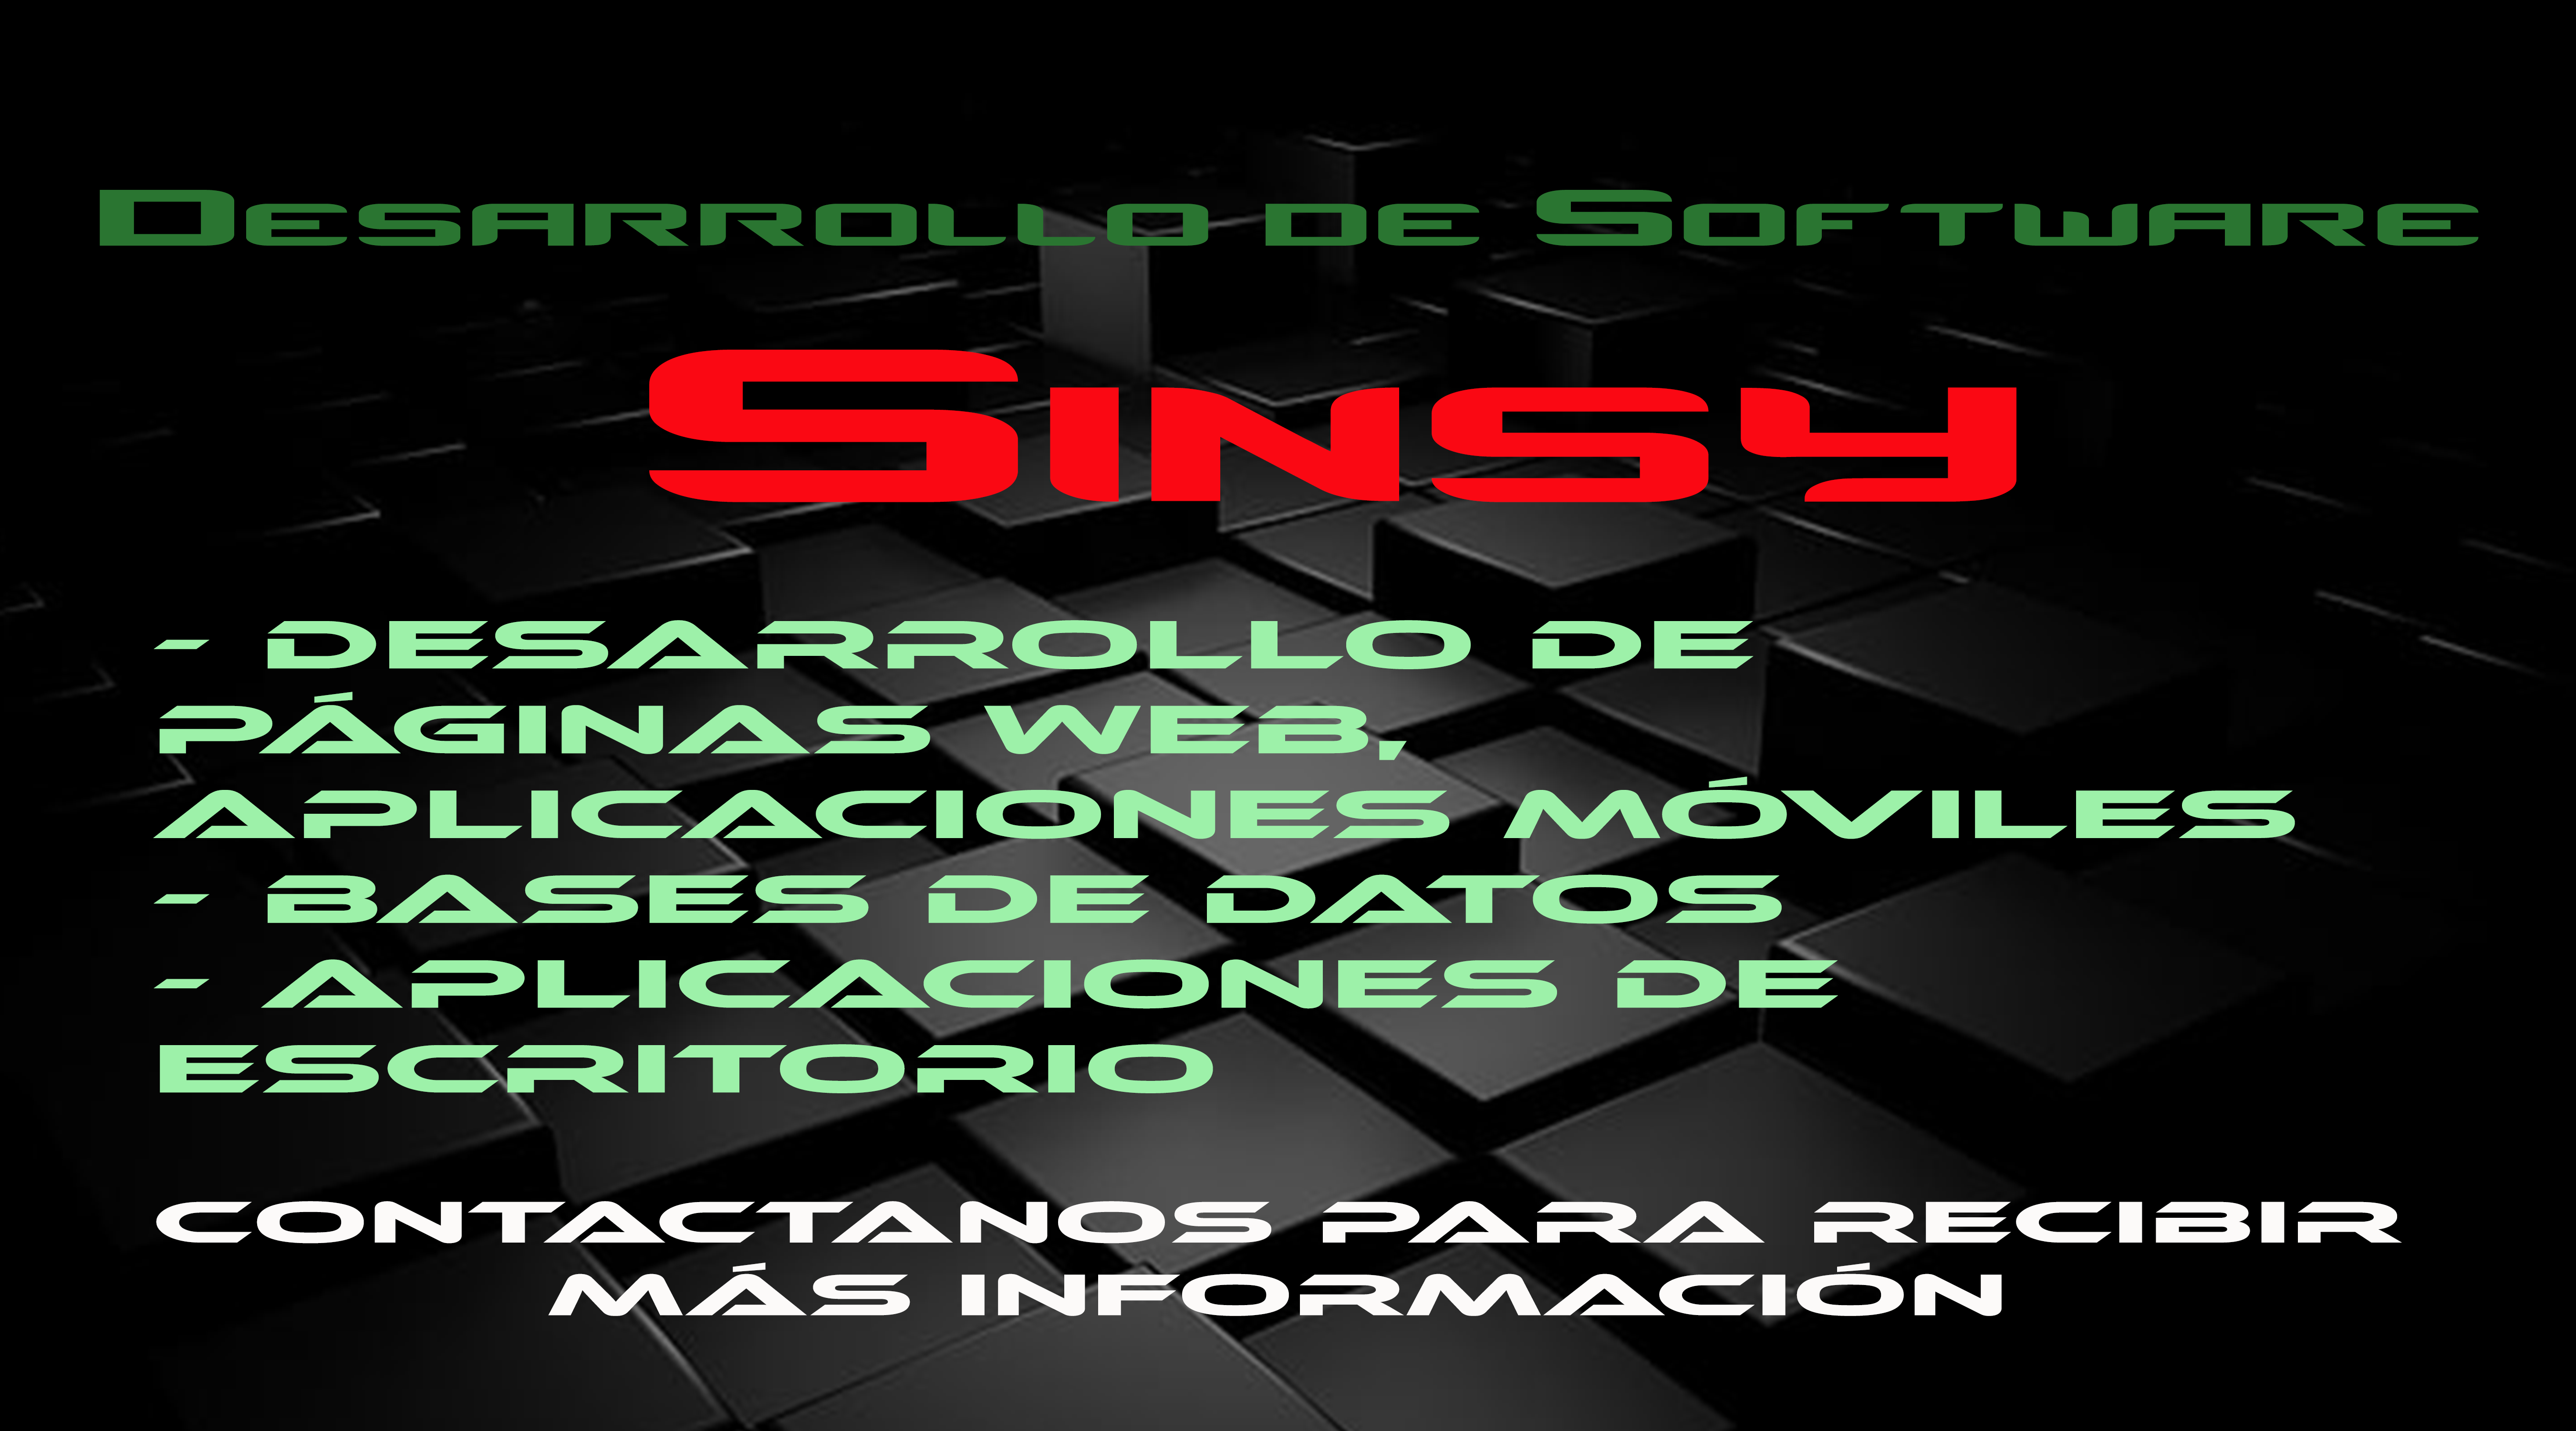 Desarrollo de Software
Sinsy
- DESARROLLO DE
PÁGINAS WEB,
APLICACIONES MÓVILES
- BASES DE DATOS
- APLICACIONES DE
ESCRITORIO
CONTACTANOS PARA RECIBIR
MÁS INFORMACIÓN